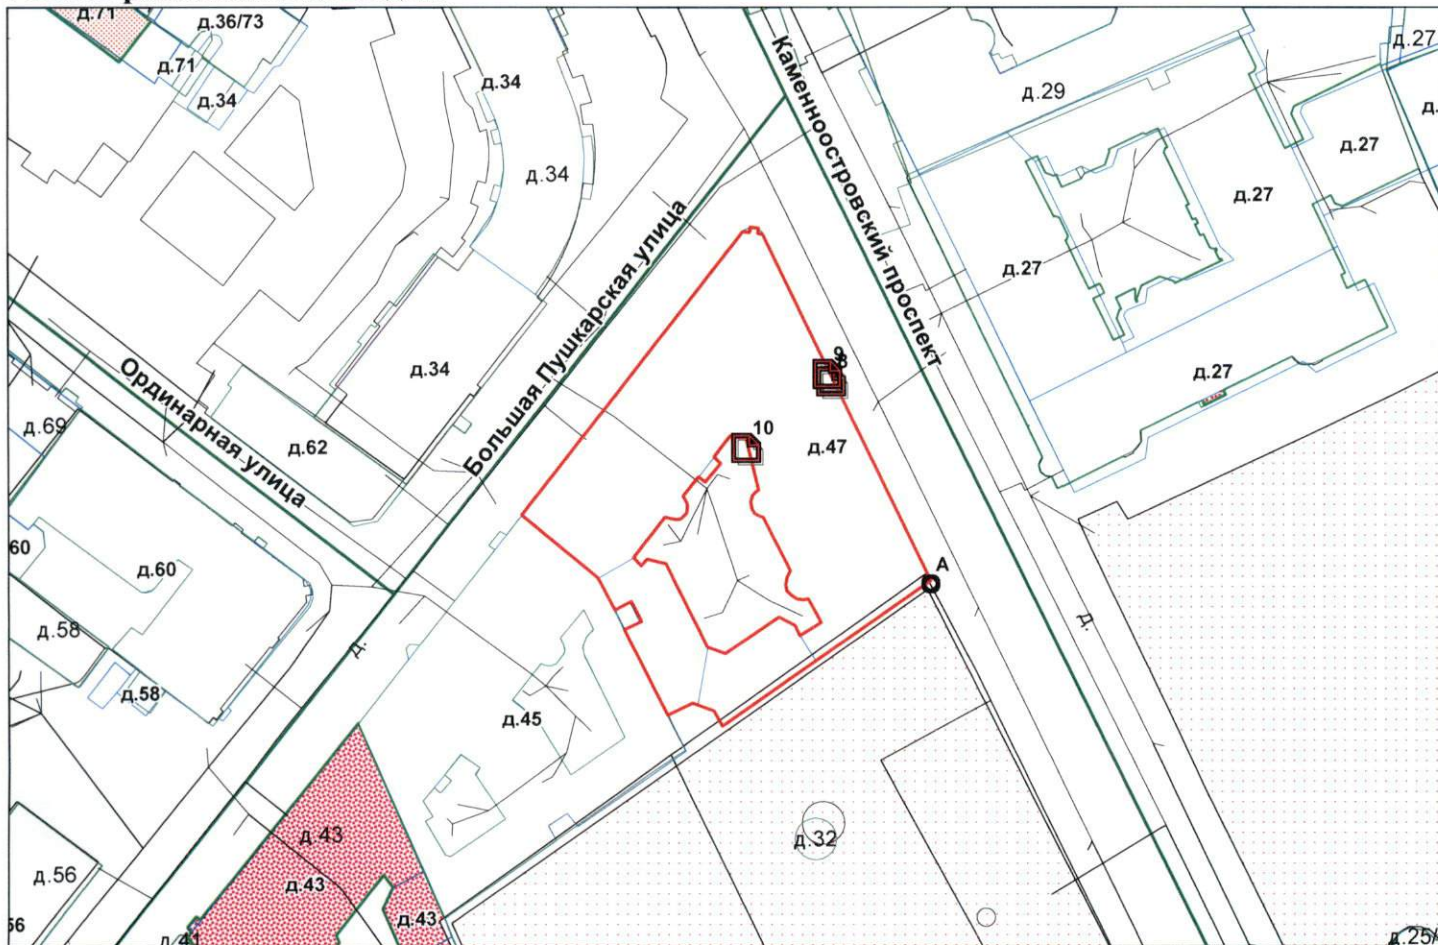 д.71
д.36/73
д.71
д.34
д.34
д.34
д.34
д.62
д.69
Ординарная улица
Большая Пушкарская улица
Каменноостровский проспект
д.29
д.27
д.27
д.27
д.27
д.27
9
8
10
д.47
А
60
д.60
д.58
д.58
д.
д.
д.45
д.43
д.43
д.43
д.32
д.56
56
д.41